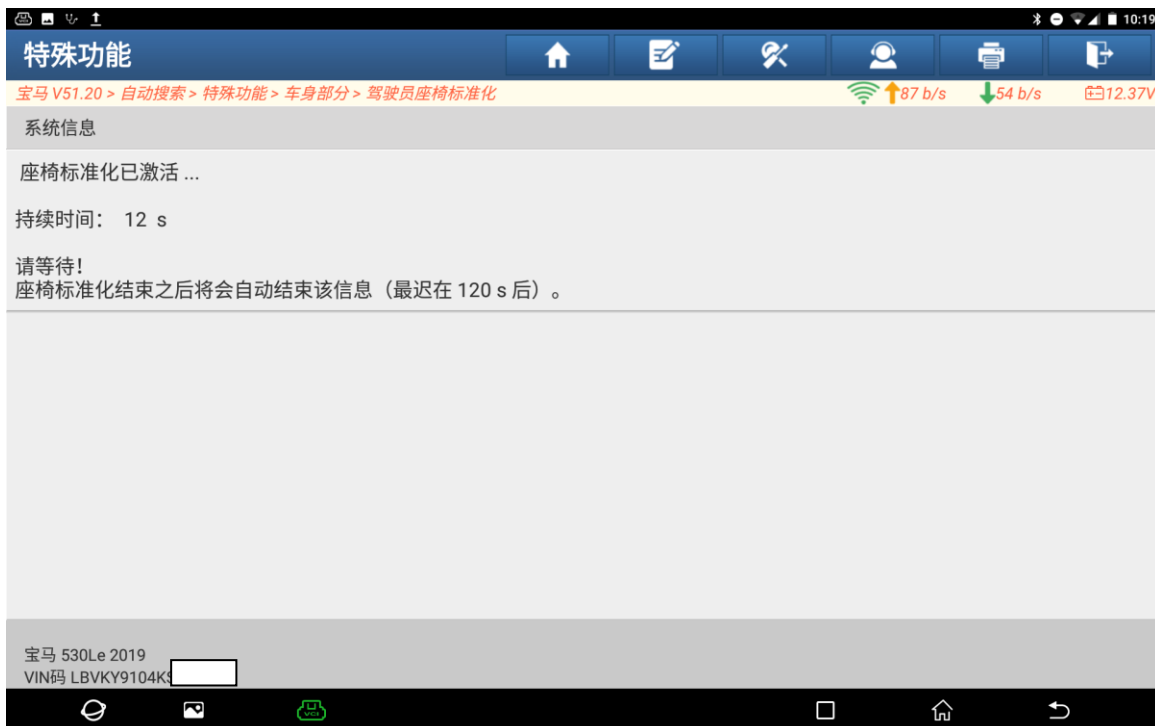 10:19
特殊功能
宝马 V51.20 > 自动搜索 > 特殊功能 > 车身部分 > 驾驶员座椅标准化
87 b/s 54 b/s 12.37V
系统信息
座椅标准化已激活 ...
持续时间： 12 s
请等待！
座椅标准化结束之后将会自动结束该信息（最迟在 120 s 后）。
宝马 530Le 2019
VIN码 LBVKY9104KS
VCI